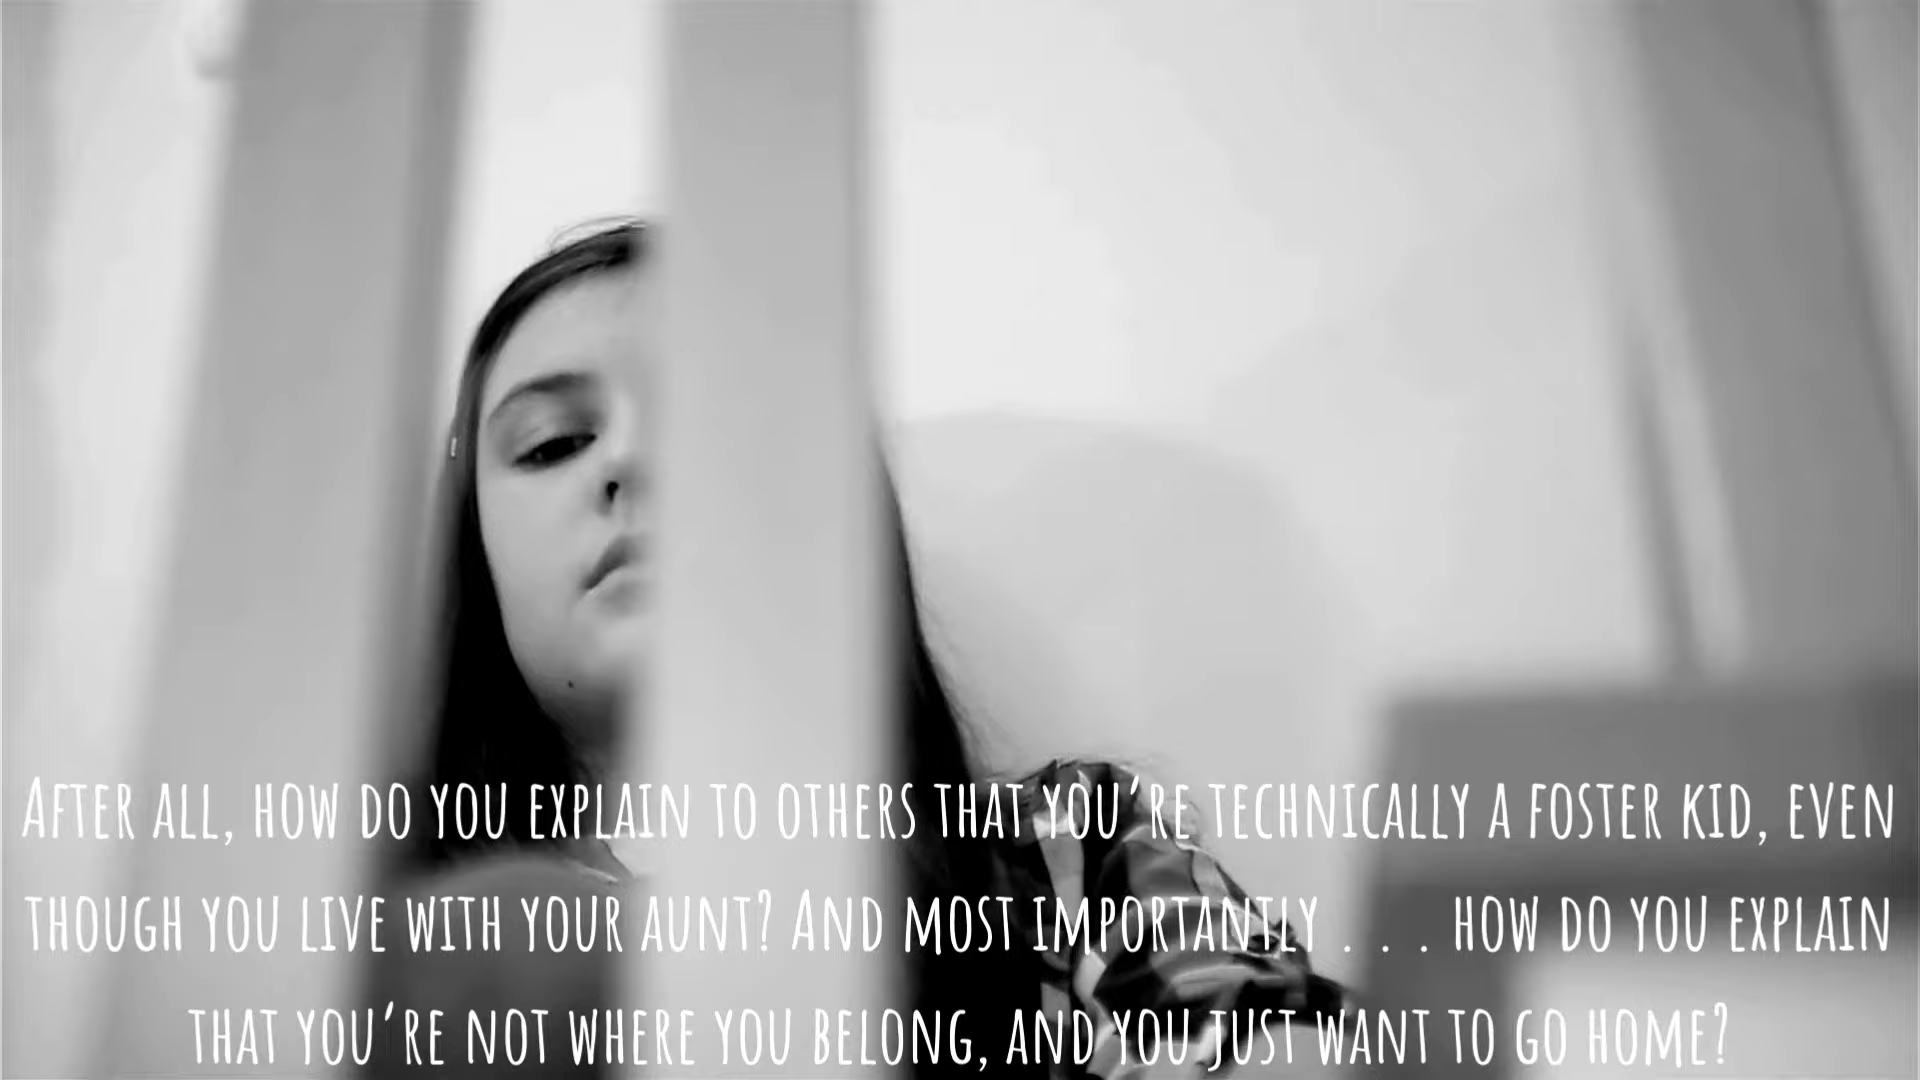 After all, how do you explain to others that you're technically a foster kid, even
though you live with your aunt? And most importantly . . . how do you explain
that you're not where you belong, and you just want to go home?